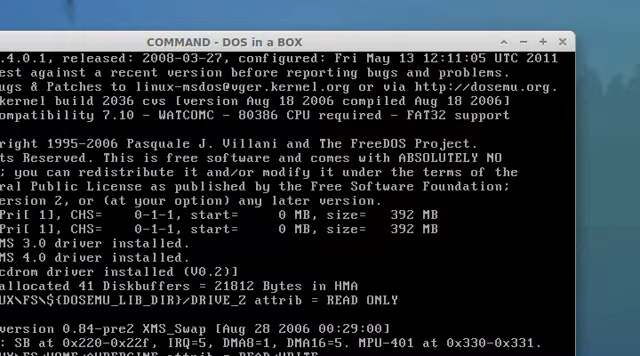 COMMAND - DOS in a BOX
.4.0.1, released: 2008-03-27, configured: Fri May 13 12:11:05 UTC 2011
est against a recent version before reporting bugs and problems.
ugs & Patches to linux-msdos@vger.kernel.org or via http://dosemu.org.
kernel build 2036 cvs [version Aug 18 2006 compiled Aug 18 2006]
ompatibility 7.10 - WATCOMC - 80386 CPU required - FAT32 support
right 1995-2006 Pasquale J. Villani and The FreeDOS Project.
ts Reserved. This is free software and comes with ABSOLUTELY NO
; you can redistribute it and/or modify it under the terms of the
ral Public License as published by the Free Software Foundation;
ersion 2, or (at your option) any later version.
Pri[ 1], CHS=    0-1-1, start=     0 MB, size=   392 MB
Pri[ 1], CHS=    0-1-1, start=     0 MB, size=   392 MB
MS 3.0 driver installed.
MS 4.0 driver installed.
cdrom driver installed (V0.2)]
allocated 41 Diskbuffers = 21812 Bytes in HMA
UX\FS\${DOSEMU_LIB_DIR}/DRIVE_Z attrib = READ ONLY
version 0.84-pre2 XMS_Swap [Aug 28 2006 00:29:00]
: SB at 0x220-0x22f, IRQ=5, DMA8=1, DMA16=5. MPU-401 at 0x330-0x331.